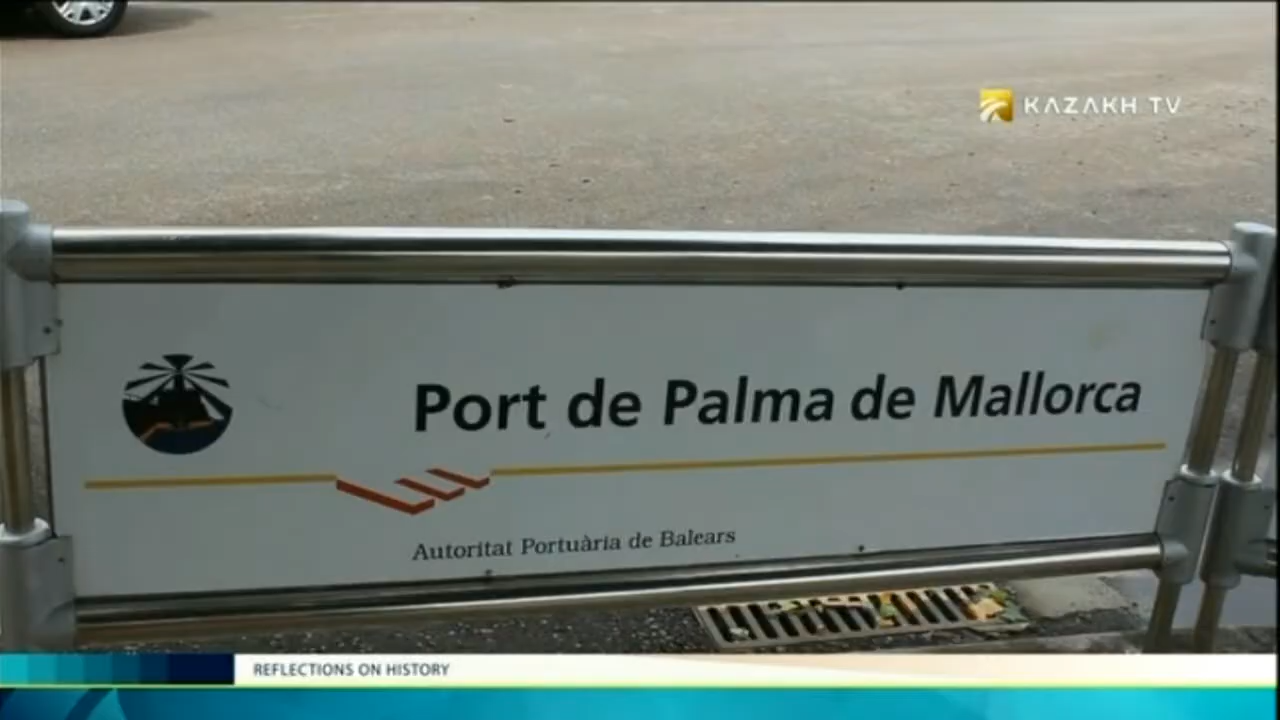 KAZAKH TV
Port de Palma de Mallorca
Autoritat Portuària de Balears
REFLECTIONS ON HISTORY